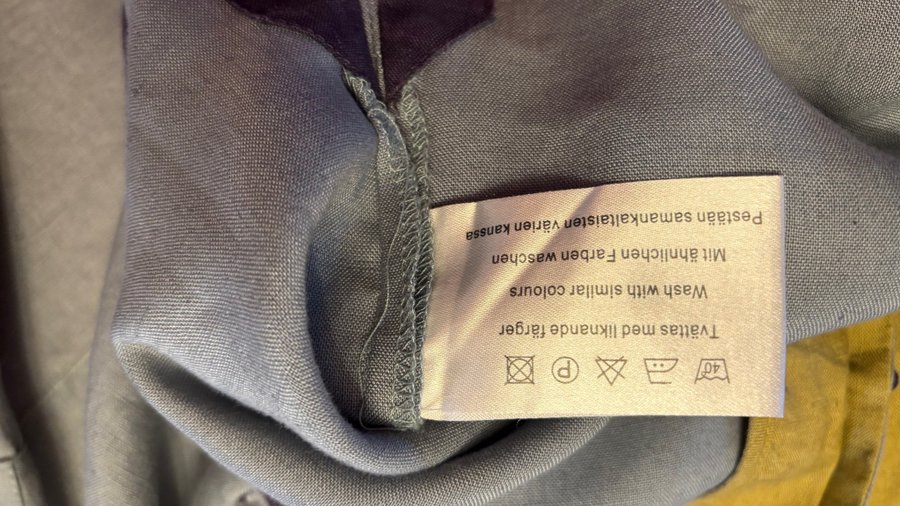 40° P
Tvättas med liknande färger
Wash with similar colours
Mit ähnlichen Farben waschen
Pestään samankaltaisten värien kanssa